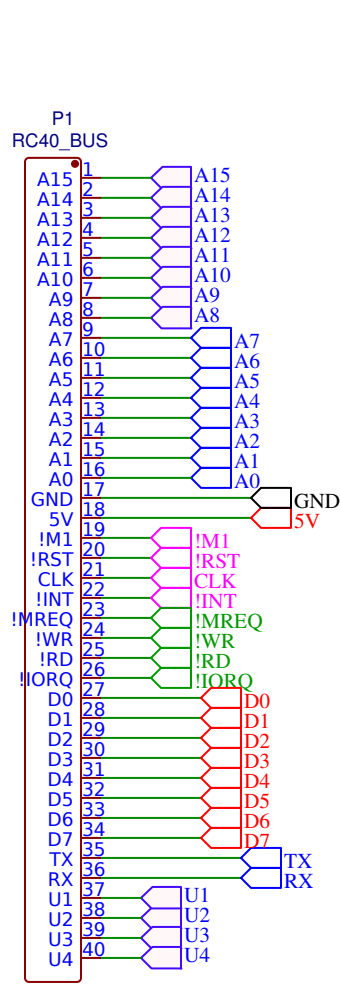 P1
RC40_BUS
A15 1 A15
A14 2 A14
A13 3 A13
A12 4 A12
A11 5 A11
A10 6 A10
A9 7 A9
A8 8 A8
A7 9 A7
A6 10 A6
A5 11 A5
A4 12 A4
A3 13 A3
A2 14 A2
A1 15 A1
A0 16 A0
GND 17 GND
5V 18 5V
!M1 19 !M1
!RST 20 !RST
CLK 21 CLK
!INT 22 !INT
!MREQ 23 !MREQ
!WR 24 !WR
!RD 25 !RD
!IORQ 26 !IORQ
D0 27 D0
D1 28 D1
D2 29 D2
D3 30 D3
D4 31 D4
D5 32 D5
D6 33 D6
D7 34 D7
TX 35 TX
RX 36 RX
U1 37 U1
U2 38 U2
U3 39 U3
U4 40 U4